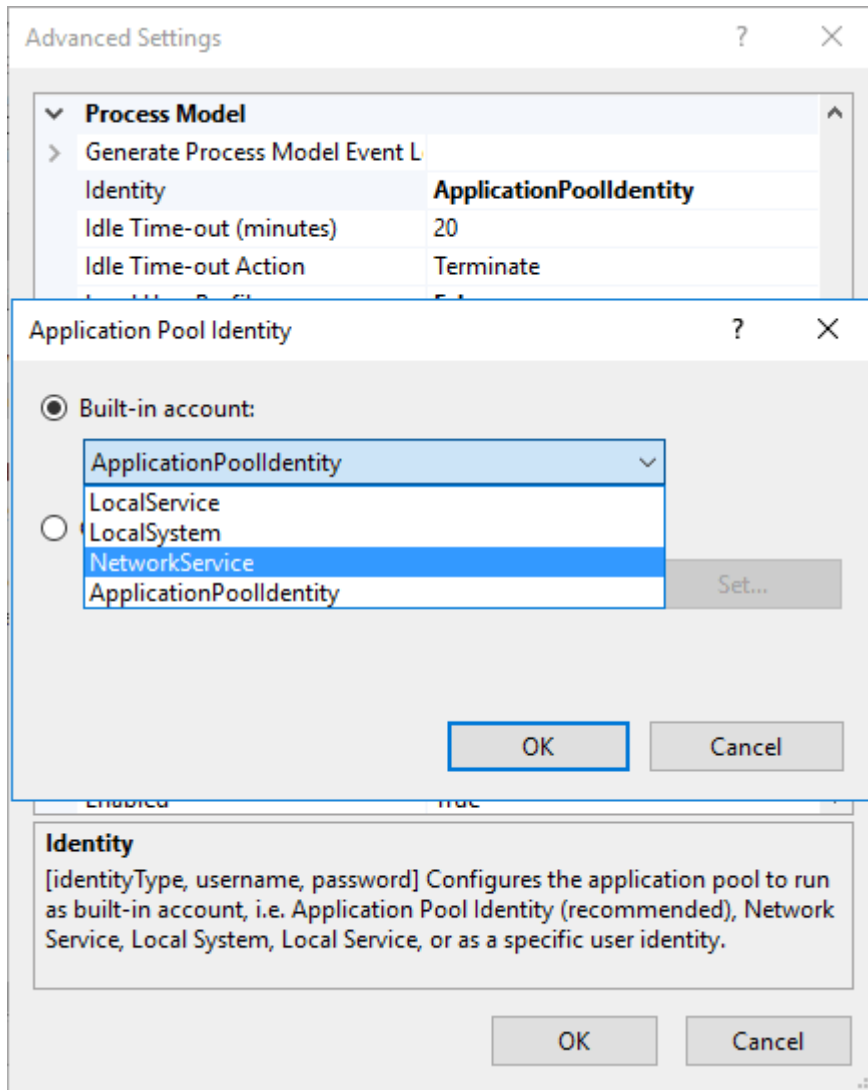 Advanced Settings
Process Model
Generate Process Model Event L
Identity ApplicationPoolIdentity
Idle Time-out (minutes) 20
Idle Time-out Action Terminate
Application Pool Identity
Built-in account:
ApplicationPoolIdentity
LocalService
LocalSystem
NetworkService
ApplicationPoolIdentity
Set...
OK Cancel
Identity
[identityType, username, password] Configures the application pool to run
as built-in account, i.e. Application Pool Identity (recommended), Network
Service, Local System, Local Service, or as a specific user identity.
OK Cancel